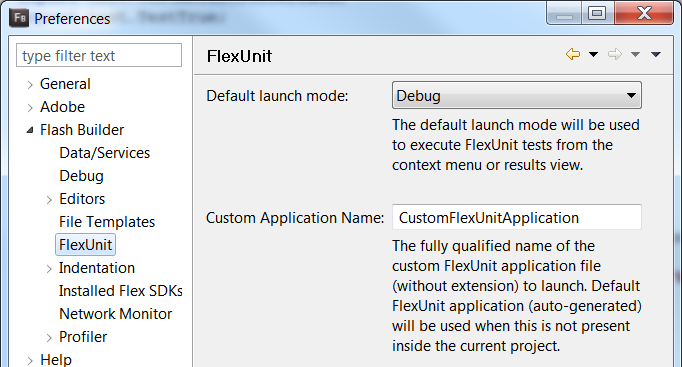 FB Preferences
type filter text
General
Adobe
Flash Builder
Data/Services
Debug
Editors
File Templates
FlexUnit
Indentation
Installed Flex SDKs
Network Monitor
Profiler
Help
FlexUnit
Default launch mode:
Debug
The default launch mode will be used
to execute FlexUnit tests from the
context menu or results view.
Custom Application Name:
CustomFlexUnitApplication
The fully qualified name of the
custom FlexUnit application file
(without extension) to launch. Default
FlexUnit application (auto-generated)
will be used when this is not present
inside the current project.